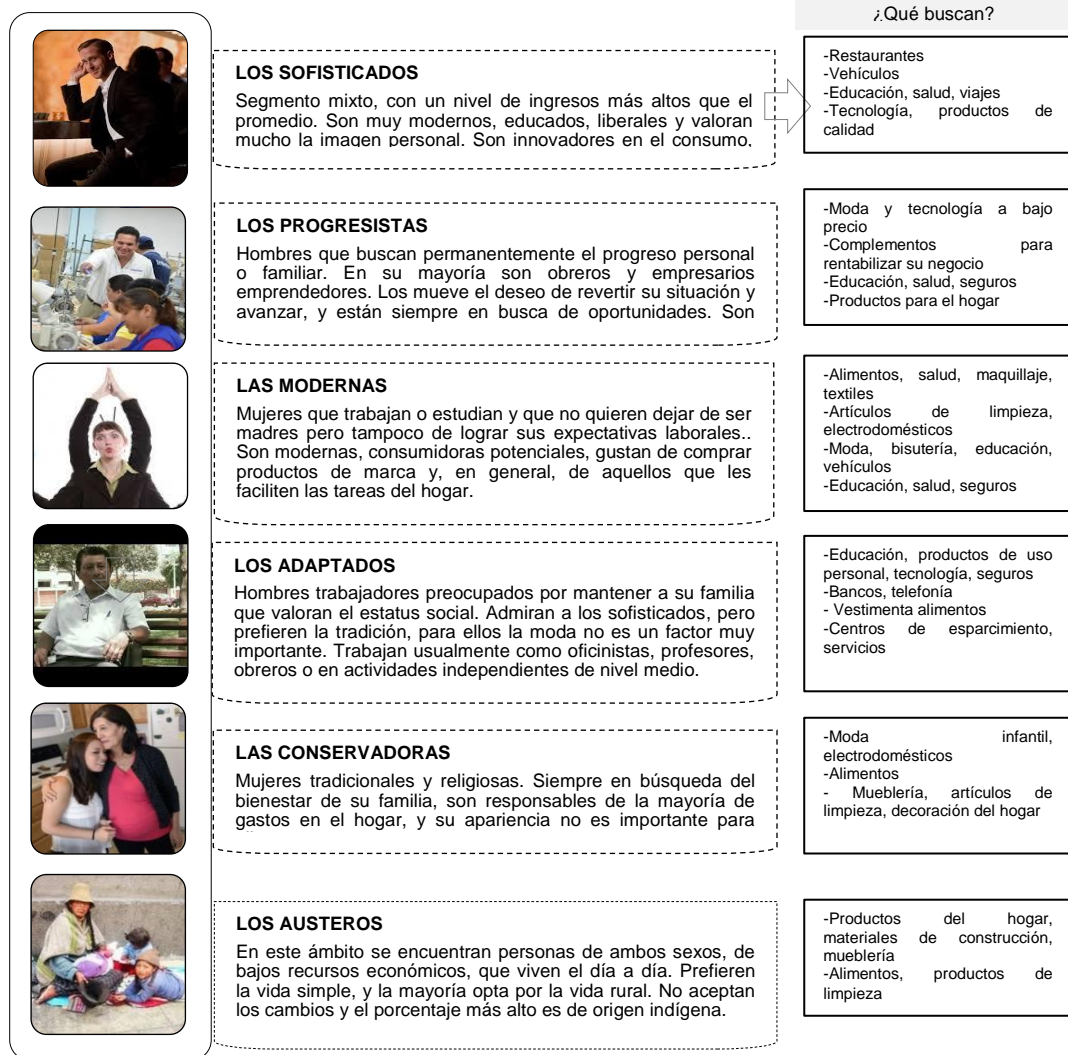 ¿Qué buscan?
LOS SOFISTICADOS
Segmento mixto, con un nivel de ingresos más altos que el
promedio. Son muy modernos, educados, liberales y valoran
mucho la imagen personal. Son innovadores en el consumo,
-Restaurantes
-Vehículos
-Educación, salud, viajes
-Tecnología, productos de
calidad
LOS PROGRESISTAS
Hombres que buscan permanentemente el progreso personal
o familiar. En su mayoría son obreros y empresarios
emprendedores. Los mueve el deseo de revertir su situación y
avanzar, y están siempre en busca de oportunidades. Son
-Moda y tecnología a bajo
precio
-Complementos para
rentabilizar su negocio
-Educación, salud, seguros
-Productos para el hogar
LAS MODERNAS
Mujeres que trabajan o estudian y que no quieren dejar de ser
madres pero tampoco de lograr sus expectativas laborales..
Son modernas, consumidoras potenciales, gustan de comprar
productos de marca y, en general, de aquellos que les
faciliten las tareas del hogar.
-Alimentos, salud, maquillaje,
textiles
-Artículos de limpieza,
electrodomésticos
-Moda, bisutería, educación,
vehículos
-Educación, salud, seguros
LOS ADAPTADOS
Hombres trabajadores preocupados por mantener a su familia
que valoran el estatus social. Admiran a los sofisticados, pero
prefieren la tradición, para ellos la moda no es un factor muy
importante. Trabajan usualmente como oficinistas, profesores,
obreros o en actividades independientes de nivel medio.
-Educación, productos de uso
personal, tecnología, seguros
-Bancos, telefonía
- Vestimenta alimentos
-Centros de esparcimiento,
servicios
LAS CONSERVADORAS
Mujeres tradicionales y religiosas. Siempre en búsqueda del
bienestar de su familia, son responsables de la mayoría de
gastos en el hogar, y su apariencia no es importante para
-Moda infantil,
electrodomésticos
-Alimentos
- Mueblería, artículos de
limpieza, decoración del hogar
LOS AUSTEROS
En este ámbito se encuentran personas de ambos sexos, de
bajos recursos económicos, que viven el día a día. Prefieren
la vida simple, y la mayoría opta por la vida rural. No aceptan
los cambios y el porcentaje más alto es de origen indígena.
-Productos del hogar,
materiales de construcción,
mueblería
-Alimentos, productos de
limpieza